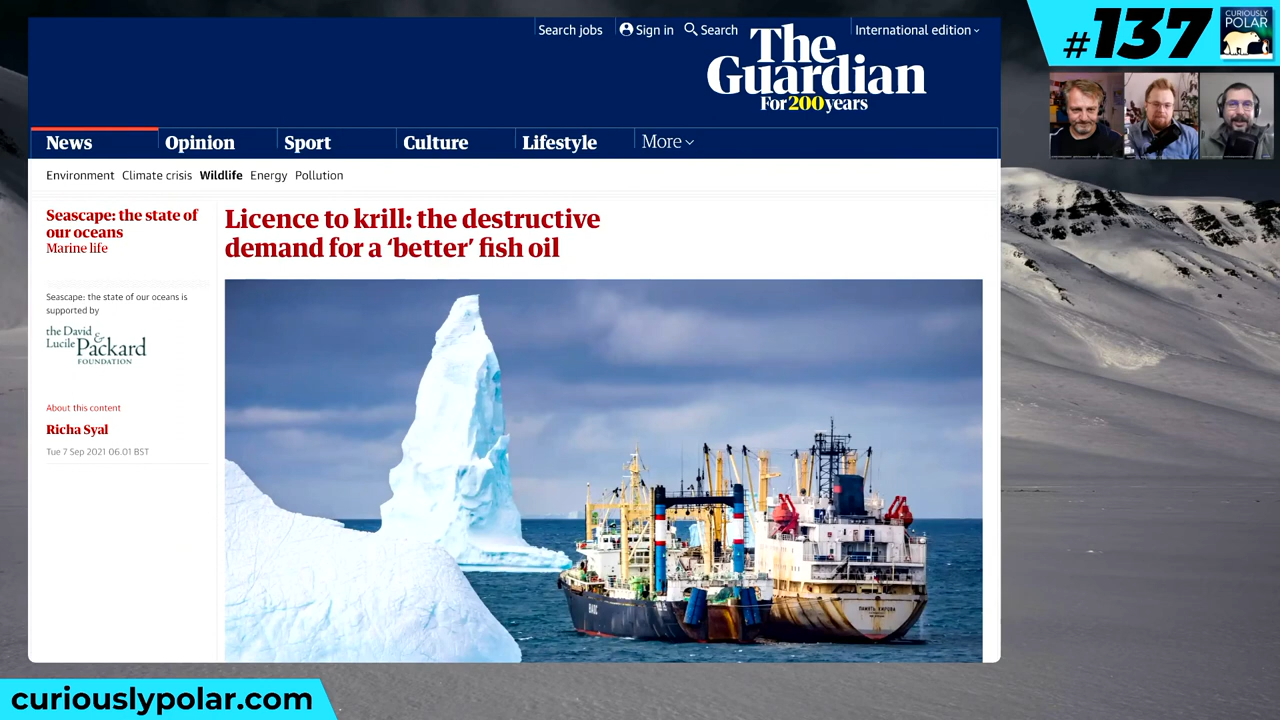 Search jobs
Sign in
Search
International edition
The
Guardian
For 200 years
News
Opinion
Sport
Culture
Lifestyle
More
Environment
Climate crisis
Wildlife
Energy
Pollution
Seascape: the state of
our oceans
Marine life
Seascape: the state of our oceans is
supported by
the David
& Lucile Packard
FOUNDATION
About this content
Richa Syal
Tue 7 Sep 2021 06.01 BST
Licence to krill: the destructive
demand for a ‘better’ fish oil
ПАМЯТЬ КИРОВА
#137
CURIOUSLY
POLAR
curiouslypolar.com